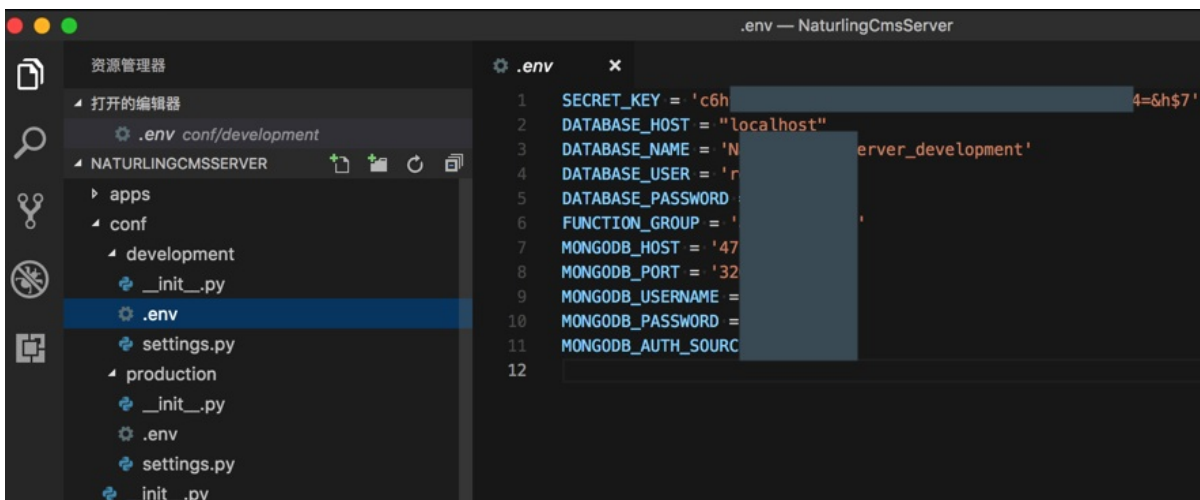 .env — NaturlingCmsServer
资源管理器
打开的编辑器
.env conf/development
NATURLINGCMSSERVER
apps
conf
development
__init__.py
.env
settings.py
production
__init__.py
.env
settings.py
__init__.py
.env
1 SECRET_KEY = 'c6h 4=&h$7'
2 DATABASE_HOST = "localhost"
3 DATABASE_NAME = 'N erver_development'
4 DATABASE_USER = 'r
5 DATABASE_PASSWORD
6 FUNCTION_GROUP = ' '
7 MONGODB_HOST = '47
8 MONGODB_PORT = '32
9 MONGODB_USERNAME =
10 MONGODB_PASSWORD =
11 MONGODB_AUTH_SOURC
12